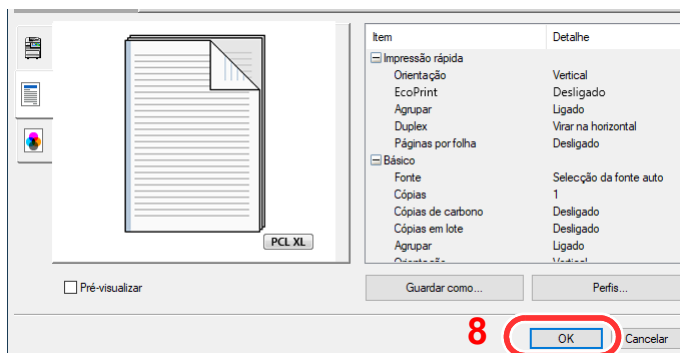 Item Detalhe
Impressão rápida
Orientação Vertical
EcoPrint Desligado
Agrupar Ligado
Duplex Virar na horizontal
Páginas por folha Desligado
Básico
Fonte Selecção da fonte auto
Cópias 1
Cópias de carbono Desligado
Cópias em lote Desligado
Agrupar Ligado
Orientação Vertical
PCL XL
Pré-visualizar
Guardar como... Perfis...
8 OK Cancelar